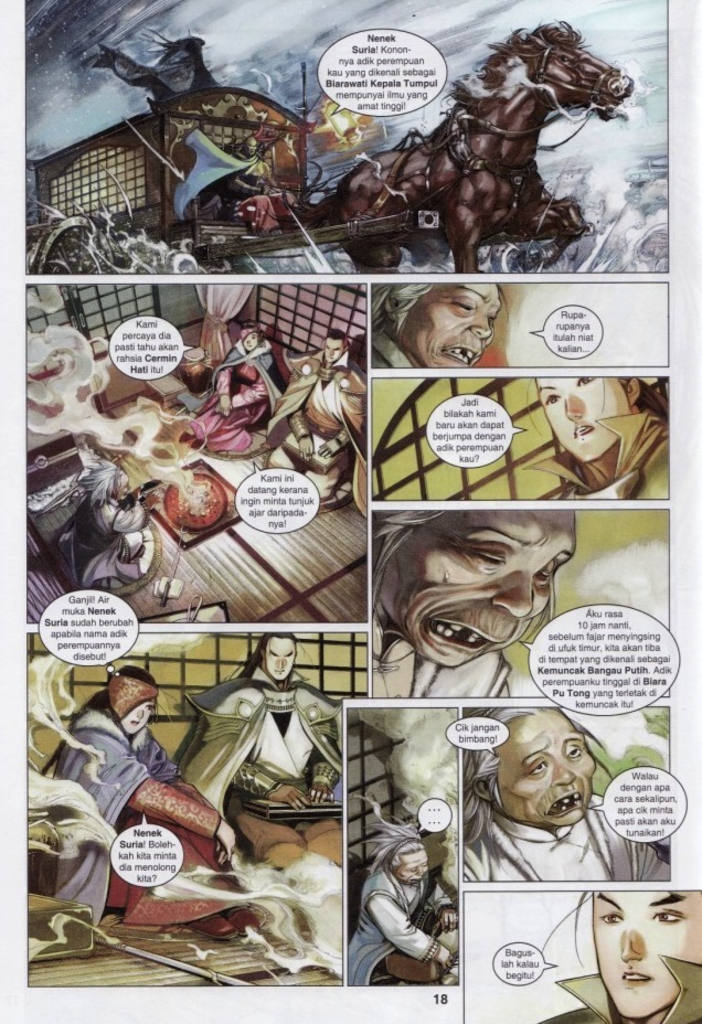 Nenek
Suria! Konon-
nya adik perempuan
kau yang dikenali sebagai
Biarawati Kepala Tumpul
mempunyai ilmu yang
amat tinggi!
Kami
percaya dia
pasti tahu akan
rahsia Cermin
Hati itu!
Kami ini
datang kerana
ingin minta tunjuk
ajar daripada-
nya!
Rupa-
rupanya
itulah niat
kalian...
Jadi
bilakah kami
baru akan dapat
berjumpa dengan
adik perempuan
kau?
Aku rasa
10 jam nanti,
sebelum fajar menyingsing
di ufuk timur, kita akan tiba
di tempat yang dikenali sebagai
Kemuncak Bangau Putih. Adik
perempuanku tinggal di Biara
Pu Tong yang terletak di
kemuncak itu!
Ganjil! Air
muka Nenek
Suria sudah berubah
apabila nama adik
perempuannya
disebut!
Nenek
Suria! Boleh-
kah kita minta
dia menolong
kita?
...
...
Cik jangan
bimbang!
Walau
dengan apa
cara sekalipun,
apa cik minta
pasti akan aku
tunaikan!
Bagus-
lah kalau
begitu!
18